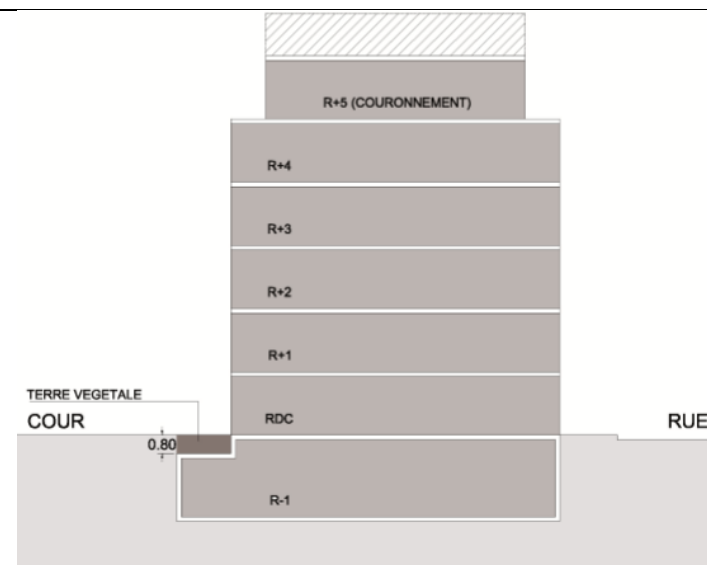 R+5 (COURONNEMENT)
R+4
R+3
R+2
R+1
TERRE VEGETALE
COUR
RDC
RUE
0.80
R-1